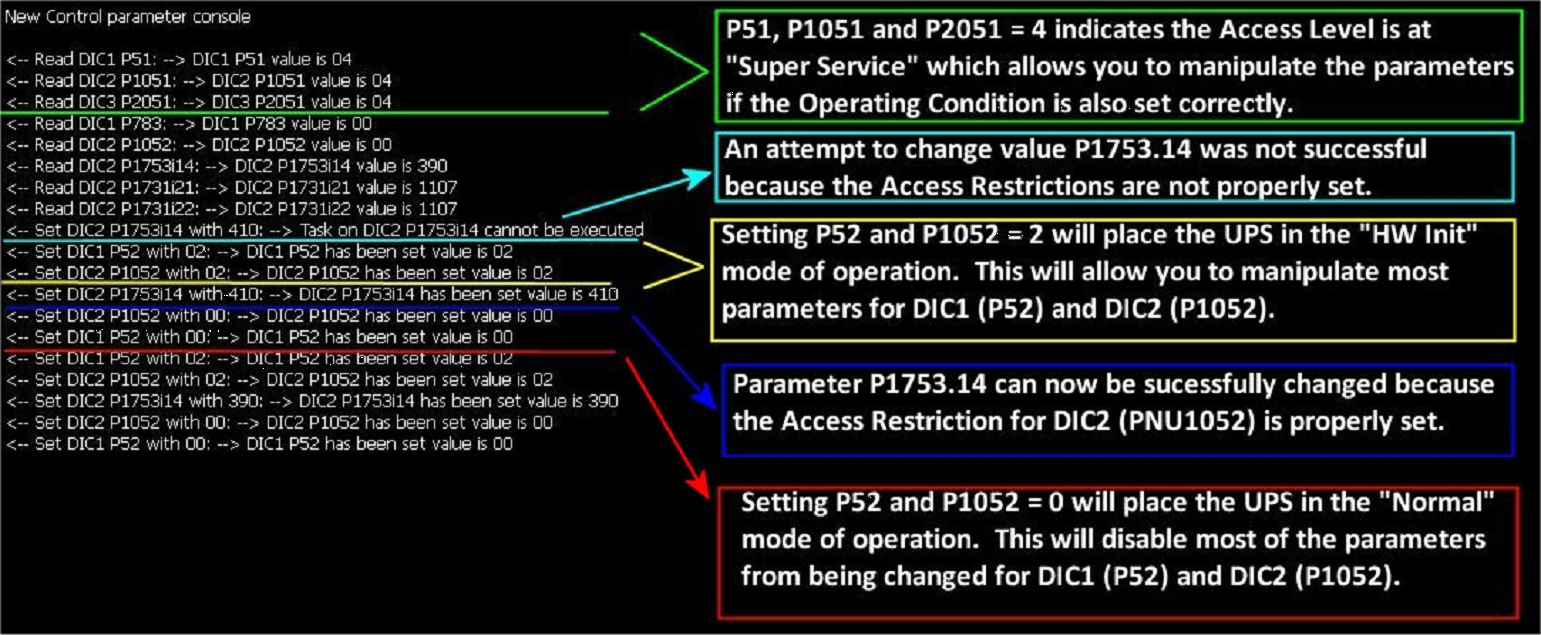 New Control parameter console
<-- Read DIC1 P51: --> DIC1 P51 value is 04
<-- Read DIC2 P1051: --> DIC2 P1051 value is 04
<-- Read DIC3 P2051: --> DIC3 P2051 value is 04
<-- Read DIC1 P783: --> DIC1 P783 value is 00
<-- Read DIC2 P1052: --> DIC2 P1052 value is 00
<-- Read DIC2 P1753i14: --> DIC2 P1753i14 value is 390
<-- Read DIC2 P1731i21: --> DIC2 P1731i21 value is 1107
<-- Read DIC2 P1731i22: --> DIC2 P1731i22 value is 1107
<-- Set DIC2 P1753i14 with 410: --> Task on DIC2 P1753i14 cannot be executed
<-- Set DIC1 P52 with 02: --> DIC1 P52 has been set value is 02
<-- Set DIC2 P1052 with 02: --> DIC2 P1052 has been set value is 02
<-- Set DIC2 P1753i14 with 410: --> DIC2 P1753i14 has been set value is 410
<-- Set DIC2 P1052 with 00: --> DIC2 P1052 has been set value is 00
<-- Set DIC1 P52 with 00: --> DIC1 P52 has been set value is 00
<-- Set DIC1 P52 with 02: --> DIC1 P52 has been set value is 02
<-- Set DIC2 P1052 with 02: --> DIC2 P1052 has been set value is 02
<-- Set DIC2 P1753i14 with 390: --> DIC2 P1753i14 has been set value is 390
<-- Set DIC2 P1052 with 00: --> DIC2 P1052 has been set value is 00
<-- Set DIC1 P52 with 00: --> DIC1 P52 has been set value is 00
P51, P1051 and P2051 = 4 indicates the Access Level is at
"Super Service" which allows you to manipulate the parameters
if the Operating Condition is also set correctly.
An attempt to change value P1753.14 was not successful
because the Access Restrictions are not properly set.
Setting P52 and P1052 = 2 will place the UPS in the "HW Init"
mode of operation.  This will allow you to manipulate most
parameters for DIC1 (P52) and DIC2 (P1052).
Parameter P1753.14 can now be sucessfully changed because
the Access Restriction for DIC2 (PNU1052) is properly set.
Setting P52 and P1052 = 0 will place the UPS in the "Normal"
mode of operation.  This will disable most of the parameters
from being changed for DIC1 (P52) and DIC2 (P1052).